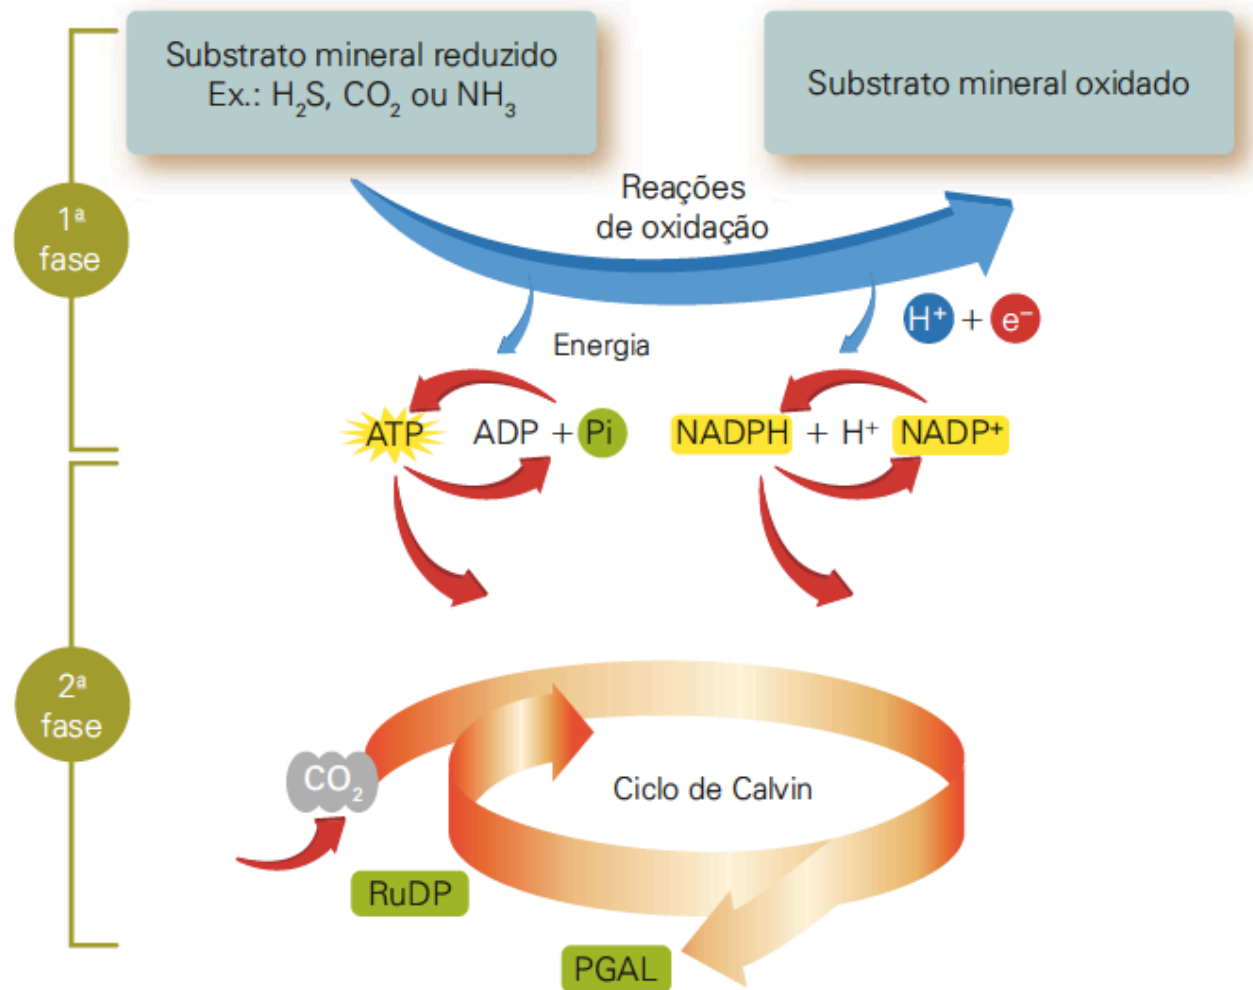 Substrato mineral reduzido
Ex.: H₂S, CO₂ ou NH₃
Substrato mineral oxidado
1ª
fase
Reações
de oxidação
H⁺ + e⁻
Energia
ATP ADP + Pi NADPH + H⁺ NADP⁺
2ª
fase
CO₂
Ciclo de Calvin
RuDP
PGAL